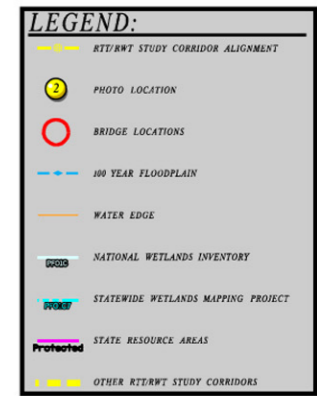 LEGEND:
RTT/RWT STUDY CORRIDOR ALIGNMENT
2 PHOTO LOCATION
BRIDGE LOCATIONS
100 YEAR FLOODPLAIN
WATER EDGE
PFO1C NATIONAL WETLANDS INVENTORY
STATEWIDE WETLANDS MAPPING PROJECT
Protected STATE RESOURCE AREAS
OTHER RTT/RWT STUDY CORRIDORS